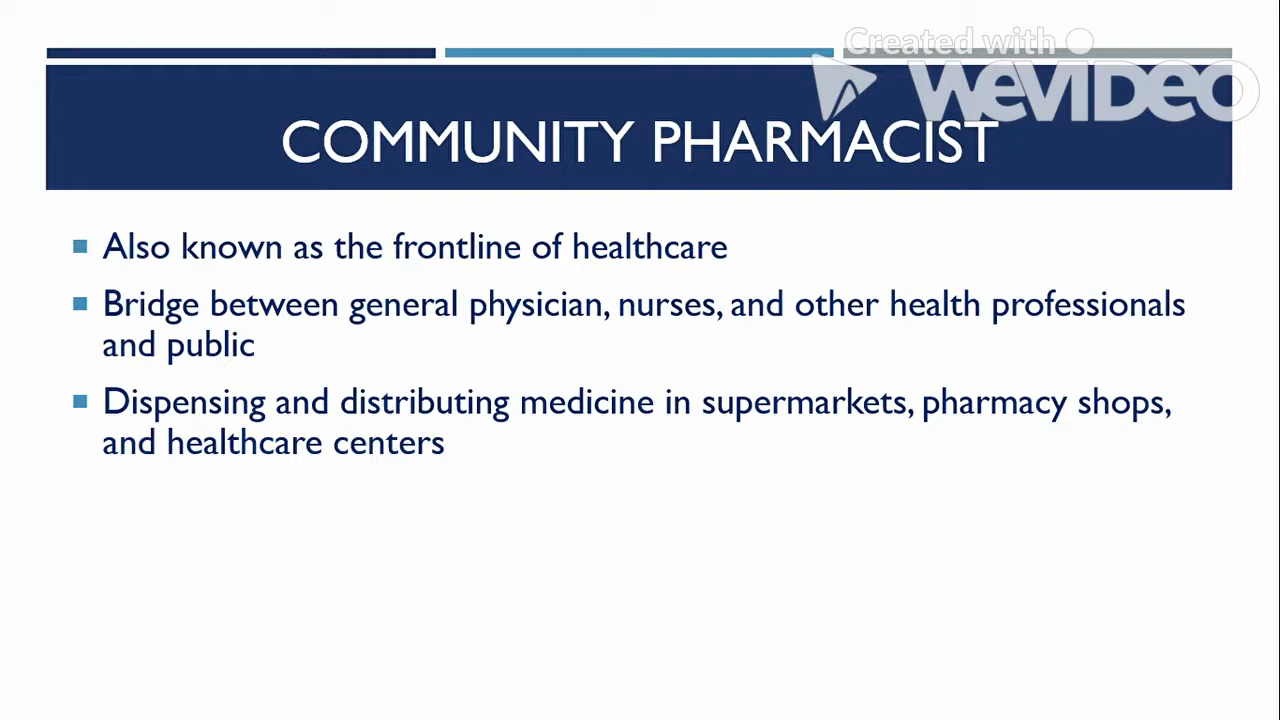 Created with
WEVIDEO
COMMUNITY PHARMACIST
Also known as the frontline of healthcare
Bridge between general physician, nurses, and other health professionals
and public
Dispensing and distributing medicine in supermarkets, pharmacy shops,
and healthcare centers